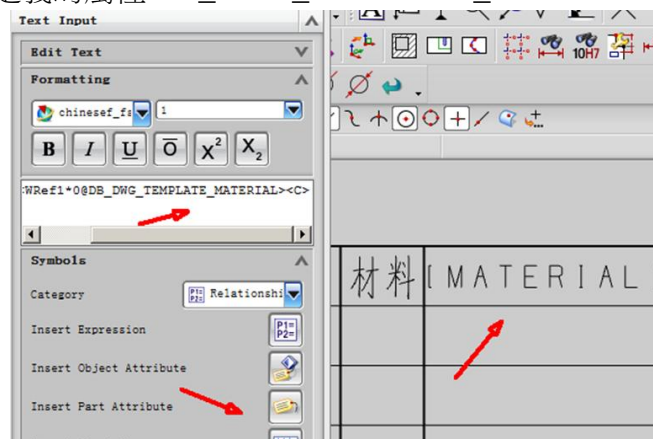 Text Input
Edit Text
Formatting
chinesef_fs
1
B I U O X² X₂
WRef1*0@DB_DWG_TEMPLATE_MATERIAL><C>
Symbols
Category
Relationshi
Insert Expression
P1=
P2=
Insert Object Attribute
Insert Part Attribute
10H7
材料
[MATERIAL